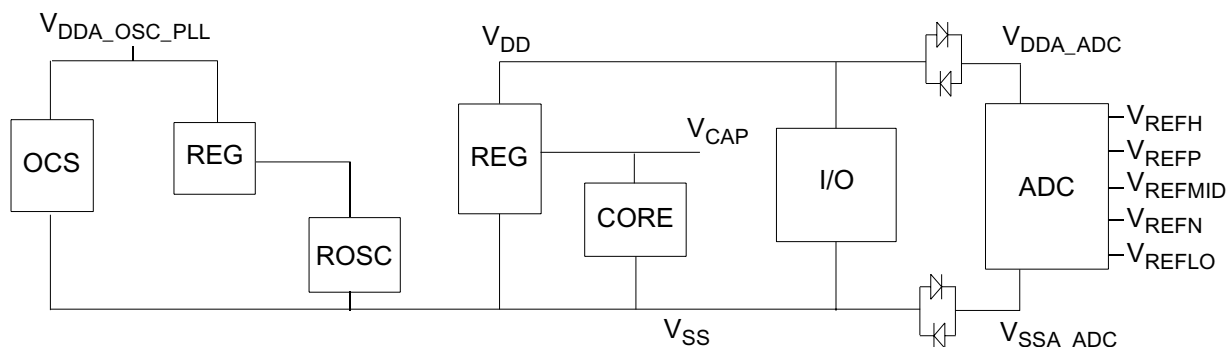 VDDA_OSC_PLL
VDD
VDDA_ADC
OCS
REG
REG
VCAP
CORE
I/O
ADC
VREFH
VREFP
VREFMID
VREFN
VREFLO
ROSC
VSS
VSSA_ADC